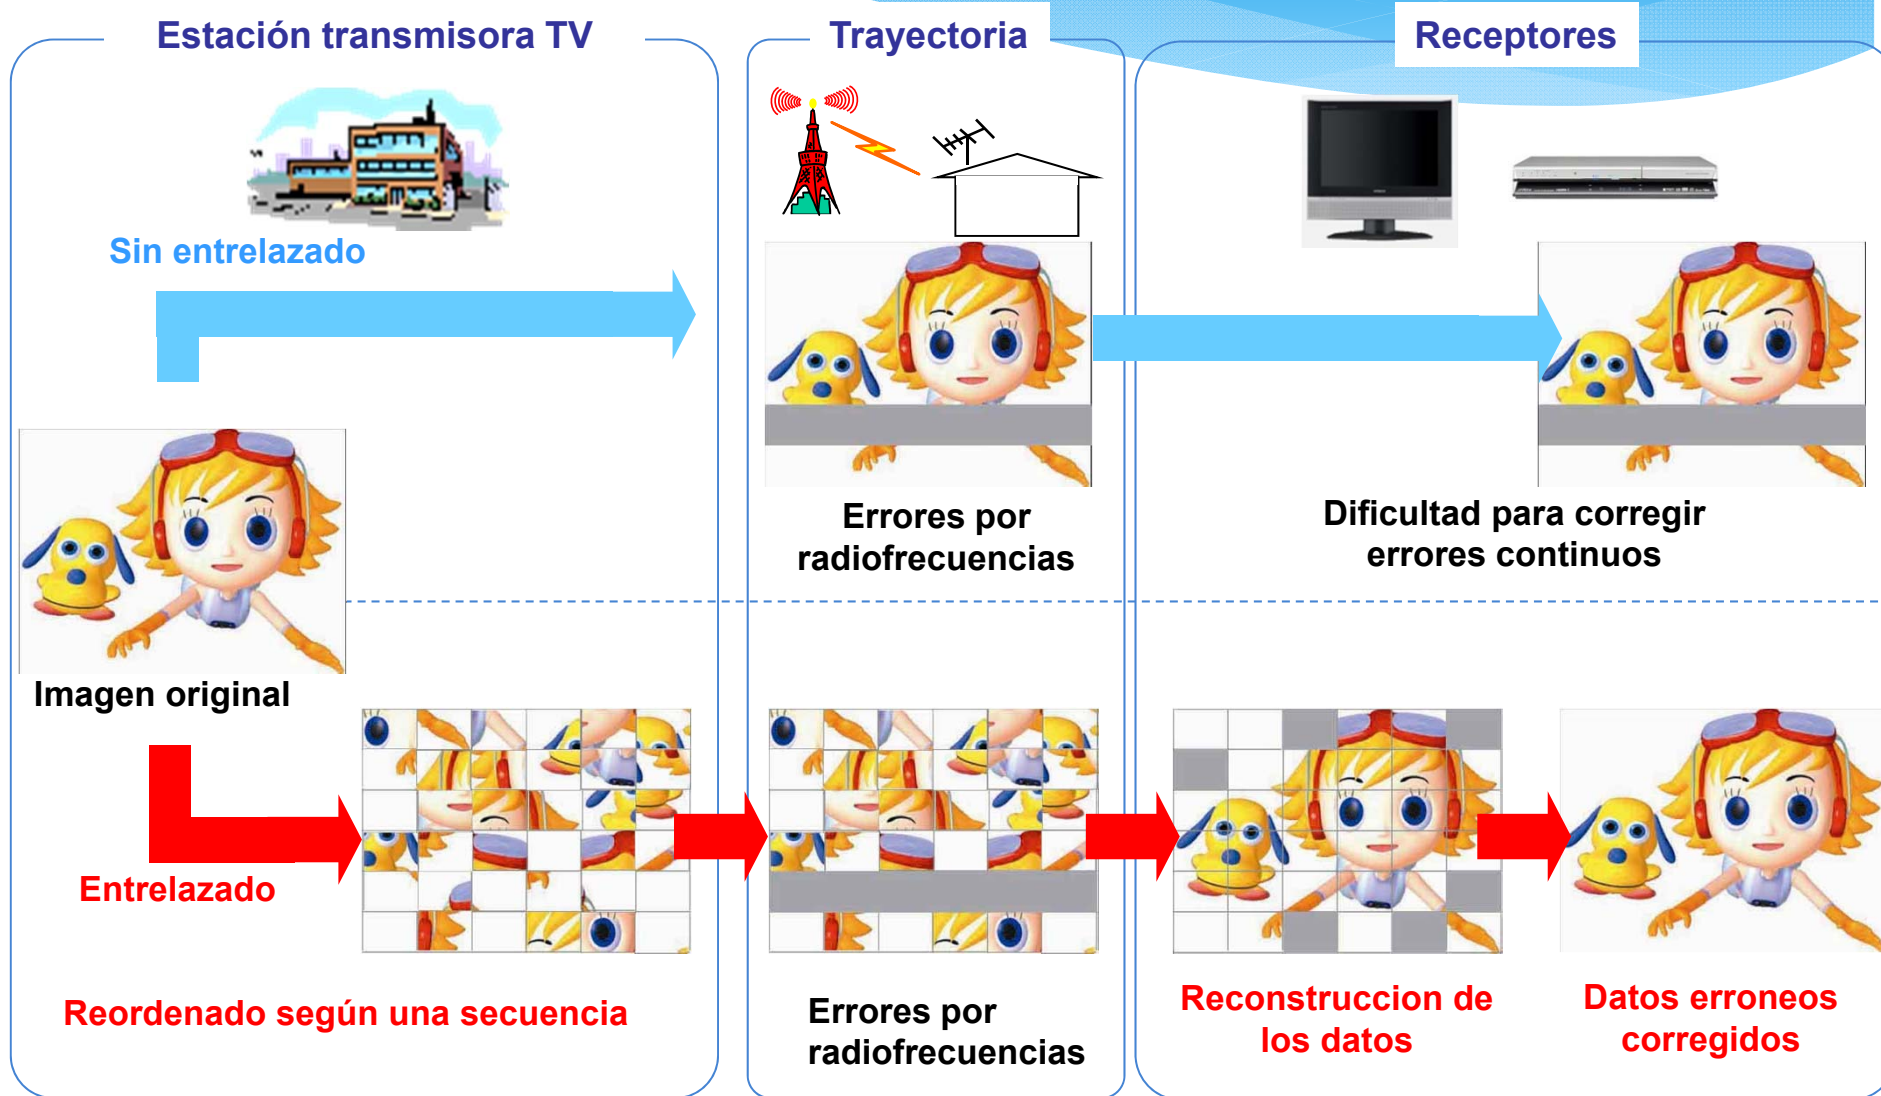 Estación transmisora TV
Trayectoria
Receptores
Sin entrelazado
Errores por
radiofrecuencias
Dificultad para corregir
errores continuos
Imagen original
Entrelazado
Reordenado según una secuencia
Errores por
radiofrecuencias
Reconstruccion de
los datos
Datos erroneos
corregidos